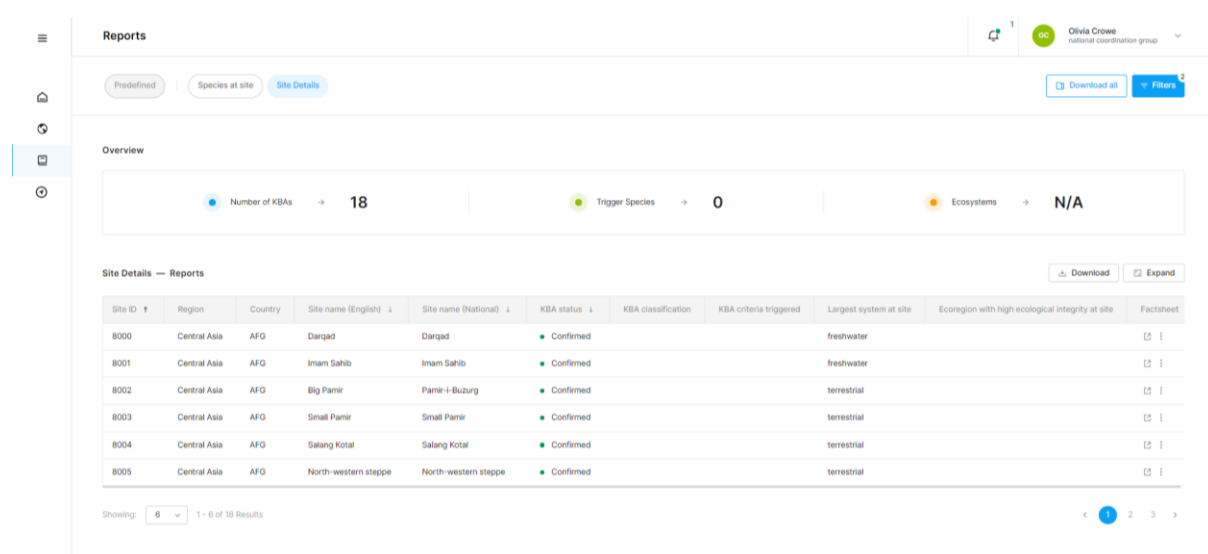 Reports
1
OC
Olivia Crowe
national coordination group
Predefined
Species at site
Site Details
Download all
Filters
2
Overview
Number of KBAs → 18
Trigger Species → 0
Ecosystems → N/A
Site Details — Reports
Download
Expand
Site ID ↑ Region Country Site name (English) ↓ Site name (National) ↓ KBA status ↓ KBA classification KBA criteria triggered Largest system at site Ecoregion with high ecological integrity at site Factsheet
8000 Central Asia AFG Darqad Darqad Confirmed freshwater
8001 Central Asia AFG Imam Sahib Imam Sahib Confirmed freshwater
8002 Central Asia AFG Big Pamir Pamir-i-Buzurg Confirmed terrestrial
8003 Central Asia AFG Small Pamir Small Pamir Confirmed terrestrial
8004 Central Asia AFG Salang Kotal Salang Kotal Confirmed terrestrial
8005 Central Asia AFG North-western steppe North-western steppe Confirmed terrestrial
Showing: 6 1 - 6 of 18 Results
‹ 1 2 3 ›